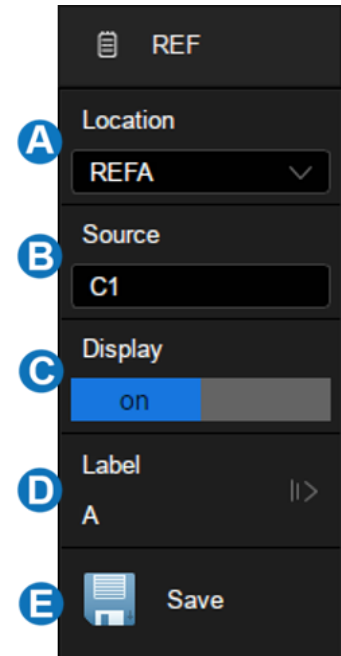 REF
A
Location
REFA
B
Source
C1
C
Display
on
D
Label
A
E
Save